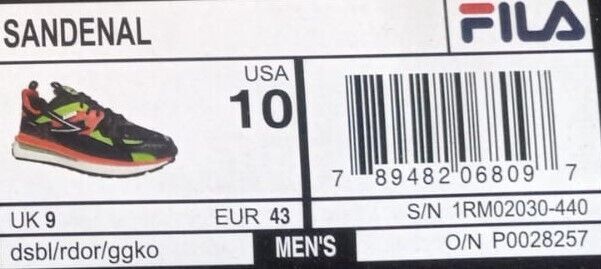 SANDENAL
FILA
USA
10
7 89482 06809 7
UK 9
EUR 43
S/N 1RM02030-440
dsbl/rdor/ggko
MEN'S
O/N P0028257